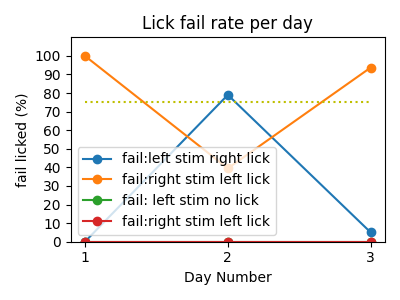 Lick fail rate per day
fail licked (%)
100
90
80
70
60
50
40
30
20
10
0
fail:left stim right lick
fail:right stim left lick
fail: left stim no lick
fail:right stim left lick
1
2
3
Day Number